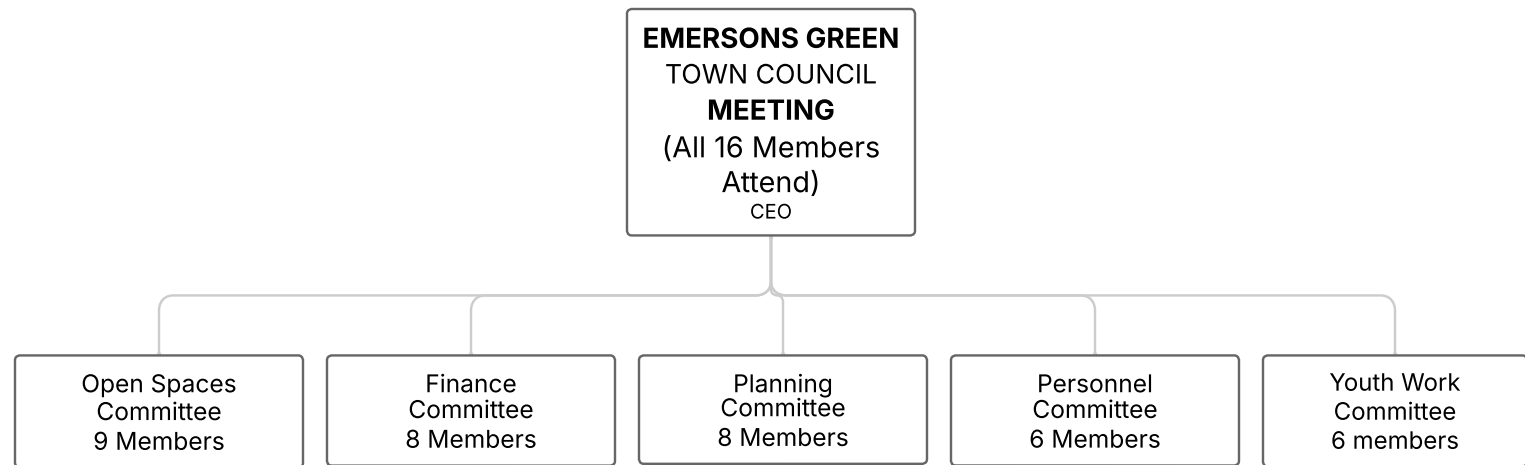 EMERSONS GREEN
TOWN COUNCIL
MEETING
(All 16 Members
Attend)
CEO
Open Spaces
Committee
9 Members
Finance
Committee
8 Members
Planning
Committee
8 Members
Personnel
Committee
6 Members
Youth Work
Committee
6 members